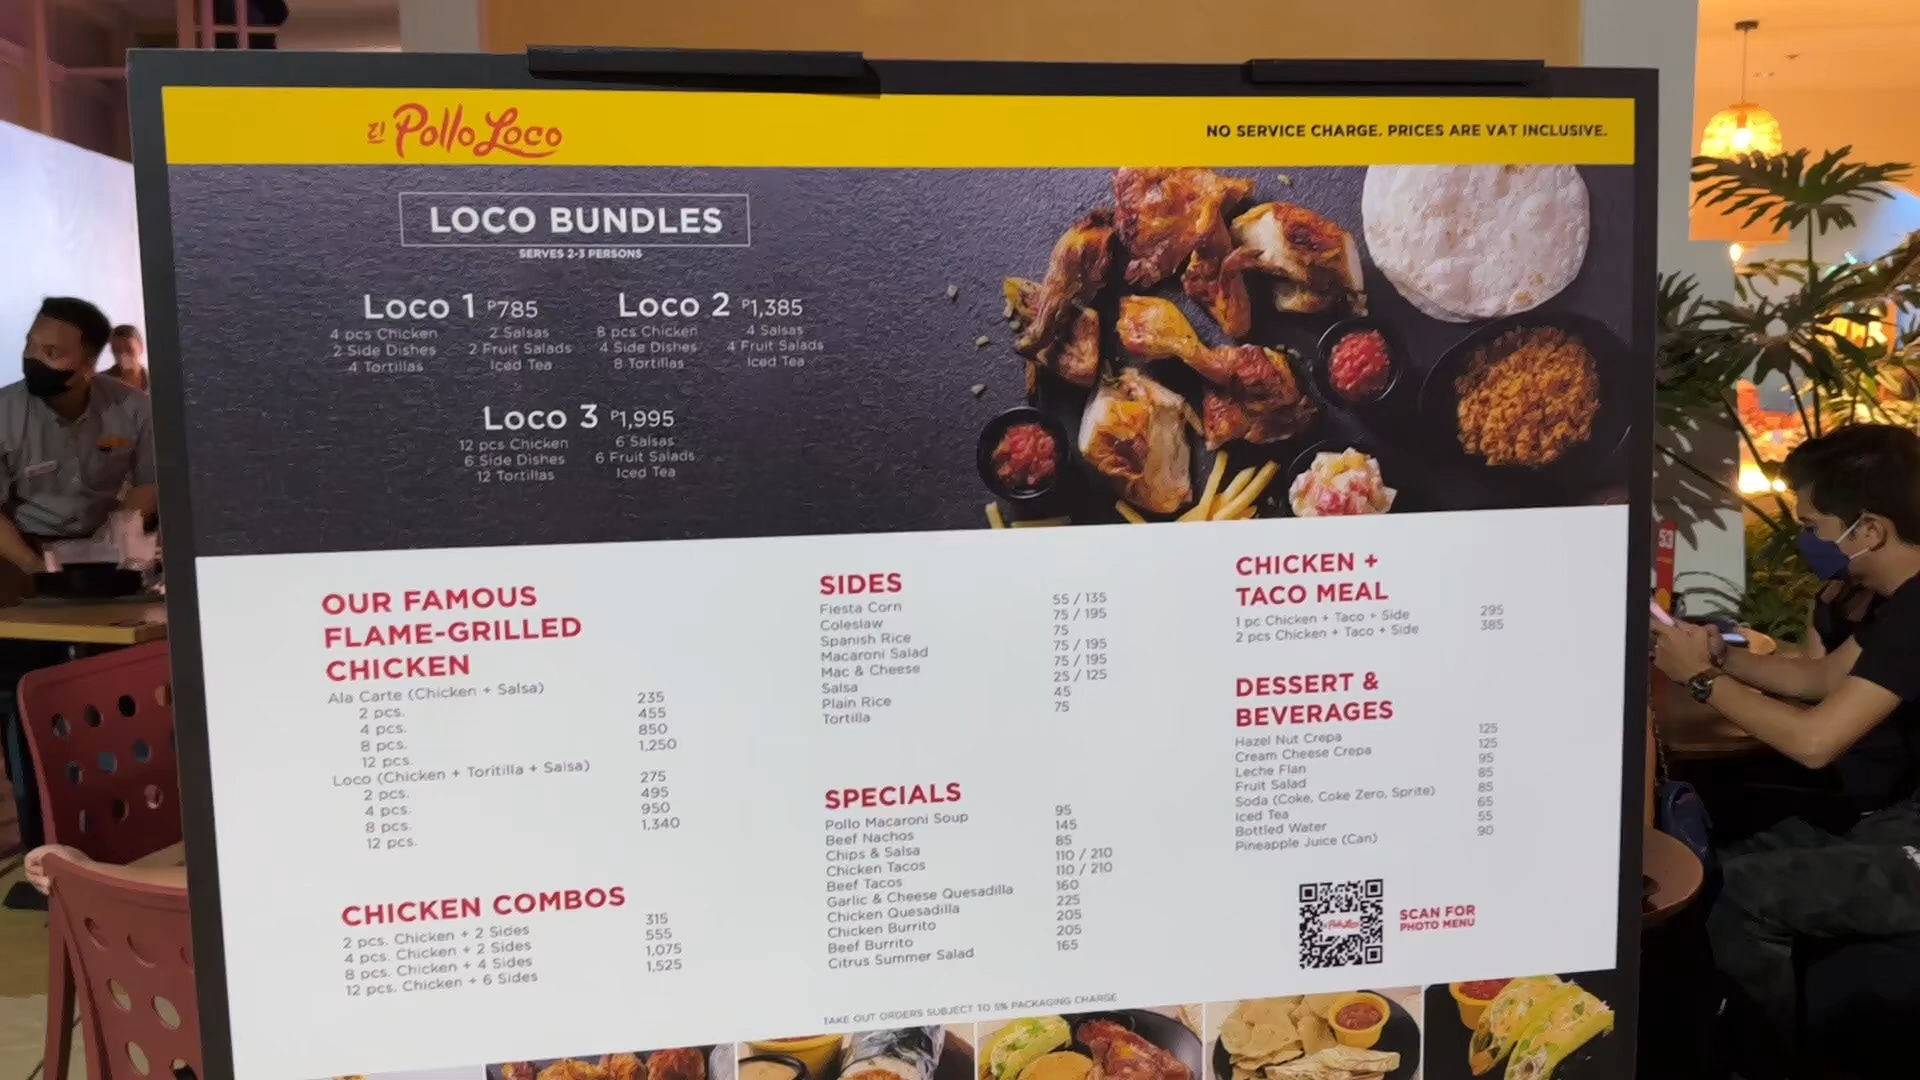 El Pollo Loco
NO SERVICE CHARGE. PRICES ARE VAT INCLUSIVE.
LOCO BUNDLES
SERVES 2-3 PERSONS
Loco 1 ₱785
4 pcs Chicken 2 Salsas
2 Side Dishes 2 Fruit Salads
4 Tortillas Iced Tea
Loco 2 ₱1,385
8 pcs Chicken 4 Salsas
4 Side Dishes 4 Fruit Salads
8 Tortillas Iced Tea
Loco 3 ₱1,995
12 pcs Chicken 6 Salsas
6 Side Dishes 6 Fruit Salads
12 Tortillas Iced Tea
OUR FAMOUS
FLAME-GRILLED
CHICKEN
Ala Carte (Chicken + Salsa)
2 pcs. 235
4 pcs. 455
8 pcs. 850
12 pcs. 1,250
Loco (Chicken + Toritilla + Salsa)
2 pcs. 275
4 pcs. 495
8 pcs. 950
12 pcs. 1,340
CHICKEN COMBOS
2 pcs. Chicken + 2 Sides 315
4 pcs. Chicken + 2 Sides 555
8 pcs. Chicken + 4 Sides 1,075
12 pcs. Chicken + 6 Sides 1,525
SIDES
Fiesta Corn 55 / 135
Coleslaw 75 / 195
Spanish Rice 75
Macaroni Salad 75 / 195
Mac & Cheese 75 / 195
Salsa 25 / 125
Plain Rice 45
Tortilla 75
SPECIALS
Pollo Macaroni Soup 95
Beef Nachos 145
Chips & Salsa 85
Chicken Tacos 110 / 210
Beef Tacos 110 / 210
Garlic & Cheese Quesadilla 160
Chicken Quesadilla 225
Chicken Burrito 205
Beef Burrito 205
Citrus Summer Salad 165
TAKE OUT ORDERS SUBJECT TO 5% PACKAGING CHARGE
CHICKEN +
TACO MEAL
1 pc Chicken + Taco + Side 295
2 pcs Chicken + Taco + Side 385
DESSERT &
BEVERAGES
Hazel Nut Crepa 125
Cream Cheese Crepa 125
Leche Flan 95
Fruit Salad 85
Soda (Coke, Coke Zero, Sprite) 85
Iced Tea 65
Bottled Water 55
Pineapple Juice (Can) 90
SCAN FOR
PHOTO MENU
53